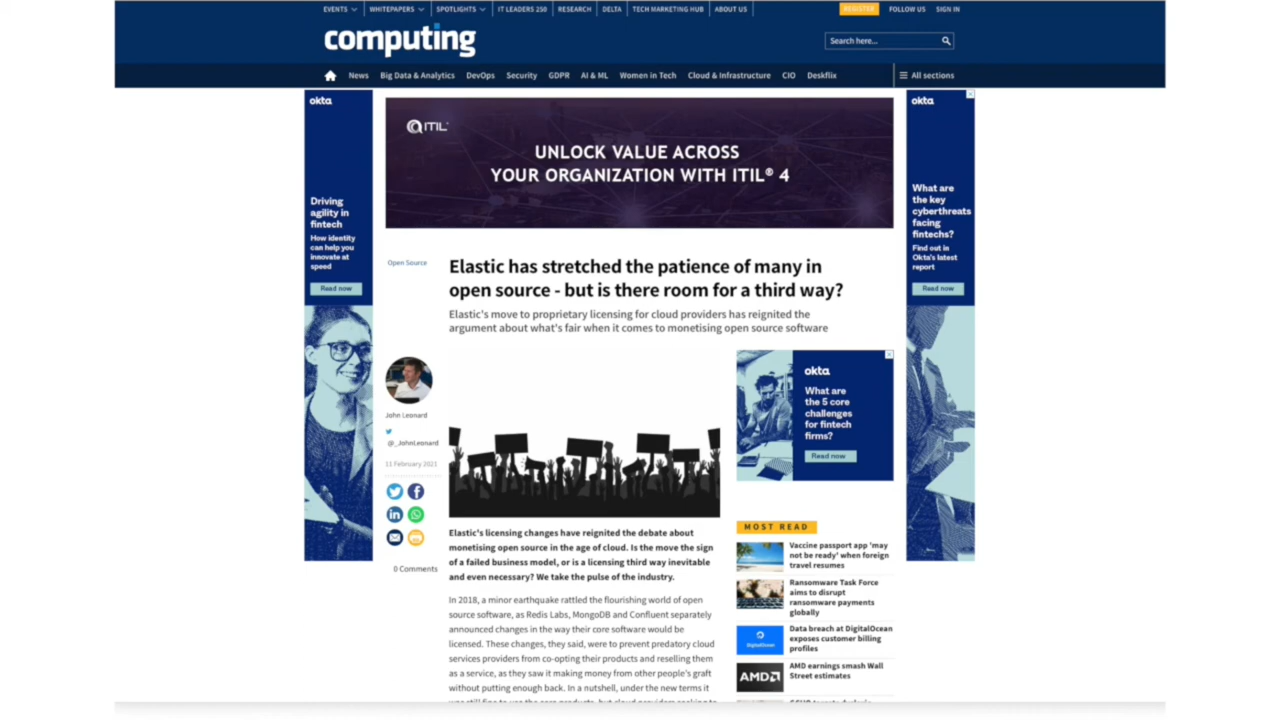 EVENTS
WHITEPAPERS
SPOTLIGHTS
IT LEADERS 250
RESEARCH
DELTA
TECH MARKETING HUB
ABOUT US
REGISTER
FOLLOW US
SIGN IN
computing
Search here...
News
Big Data & Analytics
DevOps
Security
GDPR
AI & ML
Women in Tech
Cloud & Infrastructure
CIO
Deskflix
All sections
okta
Driving
agility in
fintech
How identity
can help you
innovate at
speed
Read now
ITIL®
UNLOCK VALUE ACROSS
YOUR ORGANIZATION WITH ITIL® 4
okta
What are
the key
cyberthreats
facing
fintechs?
Find out in
Okta's latest
report
Read now
Open Source
Elastic has stretched the patience of many in
open source - but is there room for a third way?
Elastic's move to proprietary licensing for cloud providers has reignited the
argument about what's fair when it comes to monetising open source software
John Leonard
@_JohnLeonard
11 February 2021
0 Comments
Elastic's licensing changes have reignited the debate about
monetising open source in the age of cloud. Is the move the sign
of a failed business model, or is a licensing third way inevitable
and even necessary? We take the pulse of the industry.
In 2018, a minor earthquake rattled the flourishing world of open
source software, as Redis Labs, MongoDB and Confluent separately
announced changes in the way their core software would be
licensed. These changes, they said, were to prevent predatory cloud
services providers from co-opting their products and reselling them
as a service, as they saw it making money from other people's graft
without putting enough back. In a nutshell, under the new terms it
okta
What are
the 5 core
challenges
for fintech
firms?
Read now
MOST READ
Vaccine passport app 'may
not be ready' when foreign
travel resumes
Ransomware Task Force
aims to disrupt
ransomware payments
globally
DigitalOcean
Data breach at DigitalOcean
exposes customer billing
profiles
AMD
AMD earnings smash Wall
Street estimates